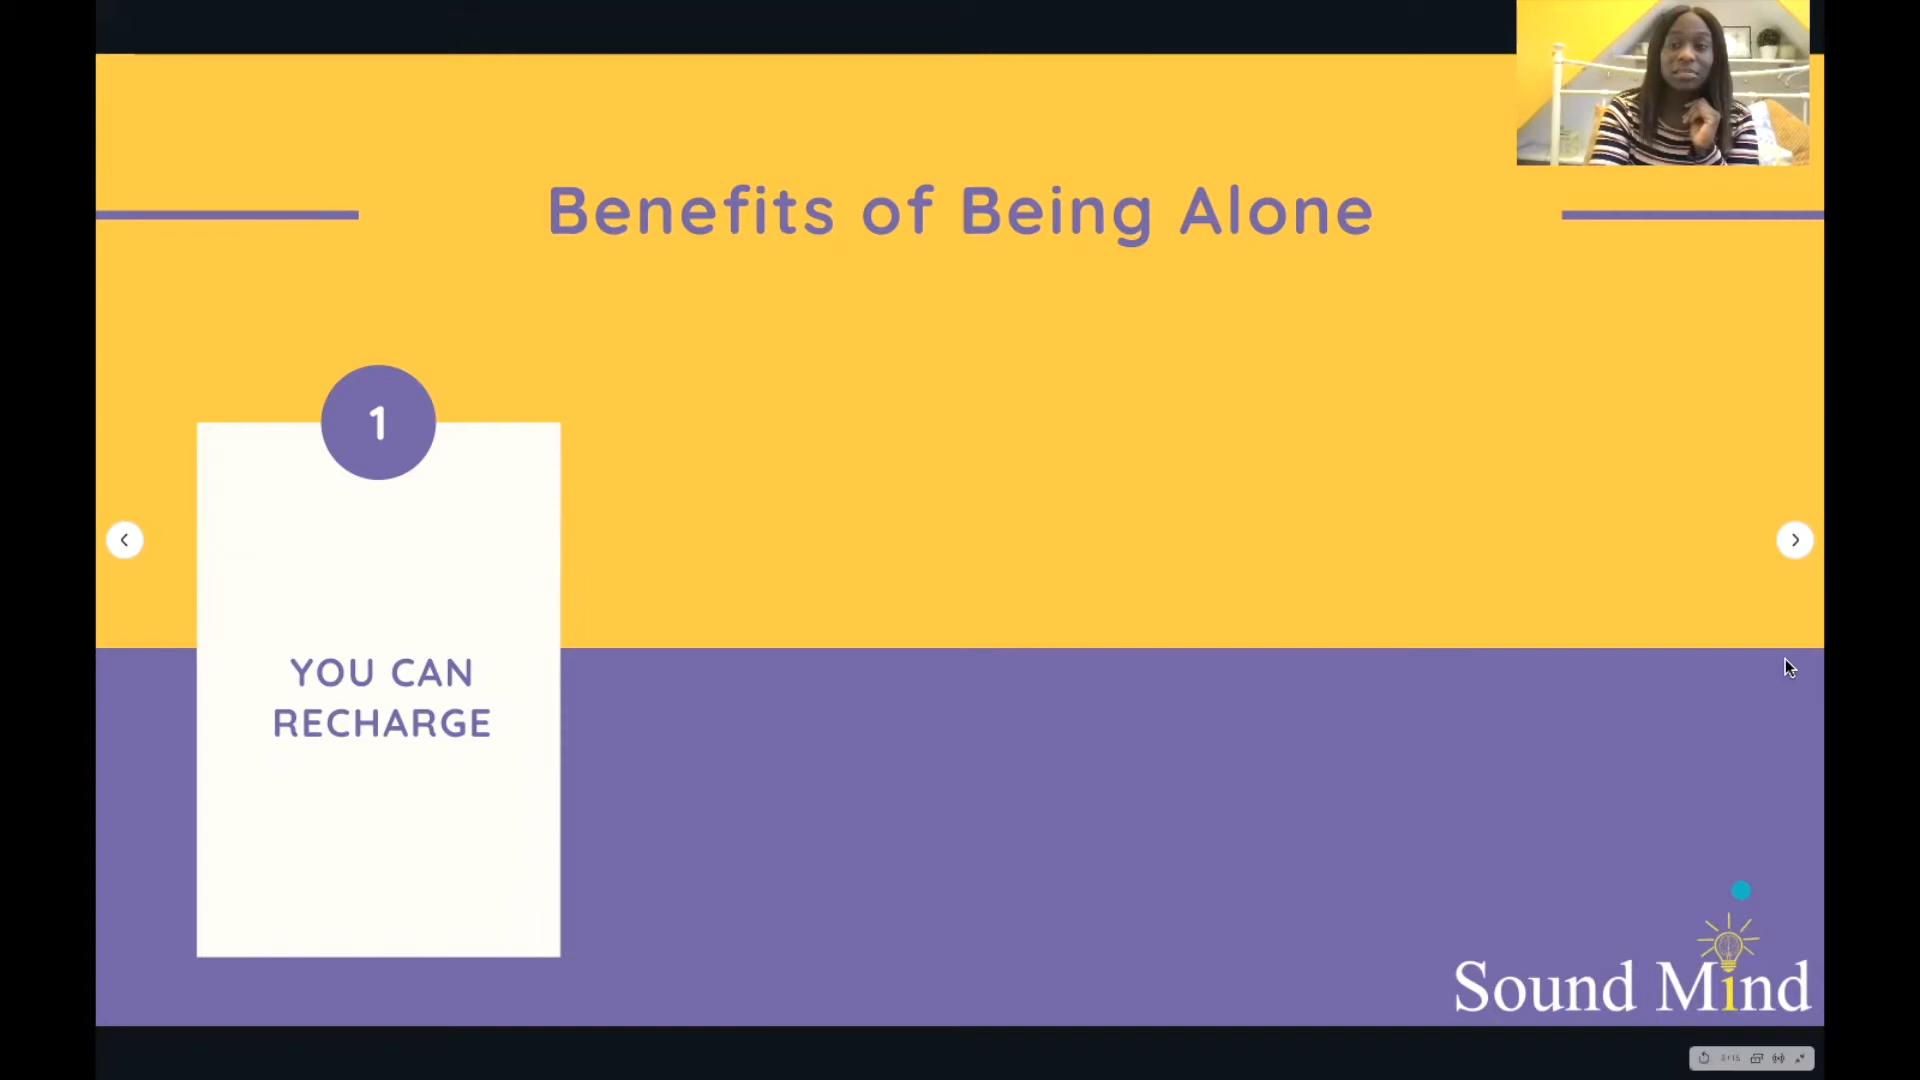 Benefits of Being Alone
1
YOU CAN
RECHARGE
Sound Mind